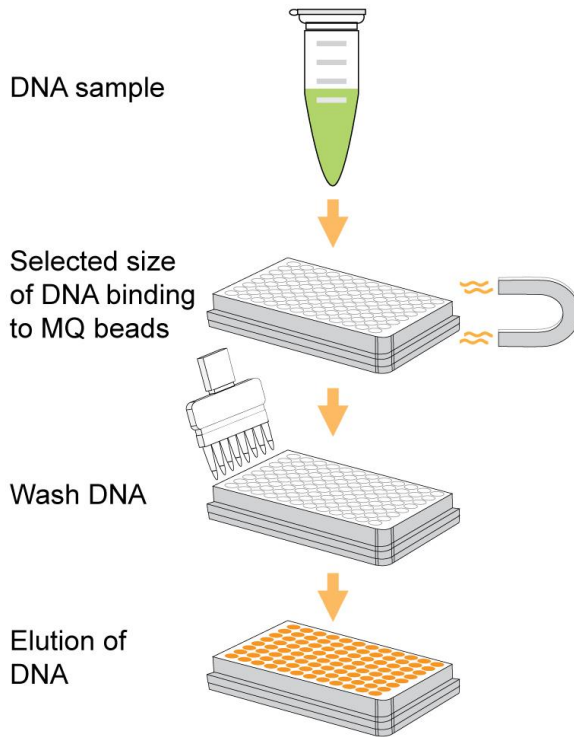 DNA sample
Selected size
of DNA binding
to MQ beads
Wash DNA
Elution of
DNA